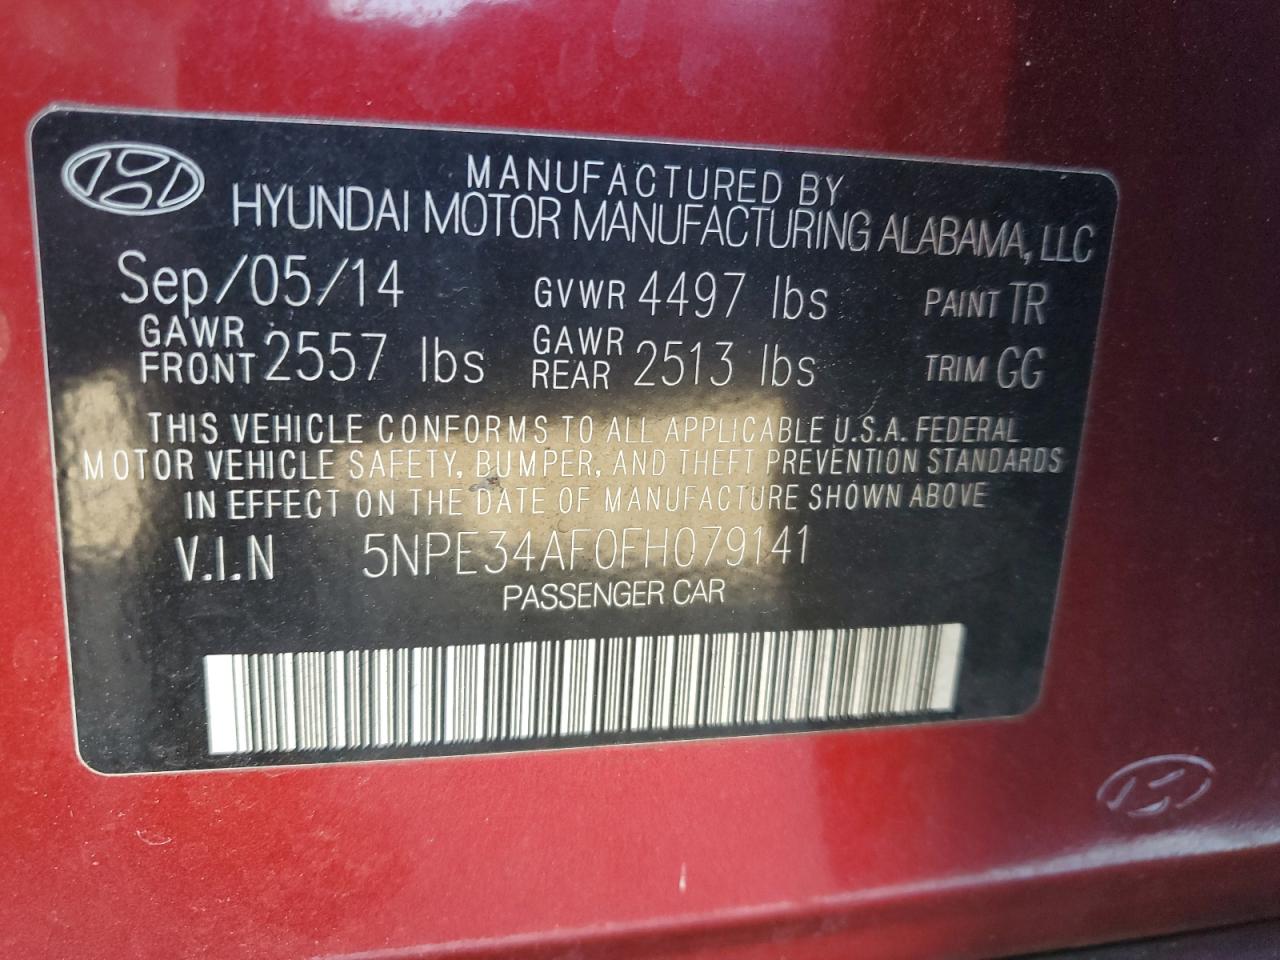 MANUFACTURED BY
HYUNDAI MOTOR MANUFACTURING ALABAMA, LLC
Sep/05/14 GVWR 4497 lbs PAINT TR
GAWR FRONT 2557 lbs GAWR REAR 2513 lbs TRIM GG
THIS VEHICLE CONFORMS TO ALL APPLICABLE U.S.A. FEDERAL
MOTOR VEHICLE SAFETY, BUMPER, AND THEFT PREVENTION STANDARDS
IN EFFECT ON THE DATE OF MANUFACTURE SHOWN ABOVE
V.I.N 5NPE34AF0FH079141
PASSENGER CAR